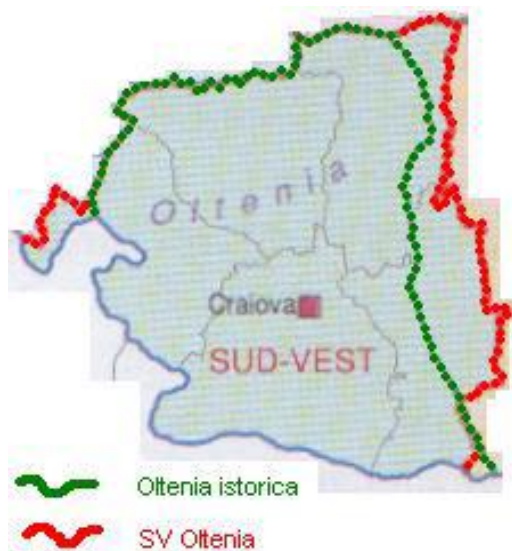 Oltenia
Craiova
SUD-VEST
Oltenia istorica
SV Oltenia